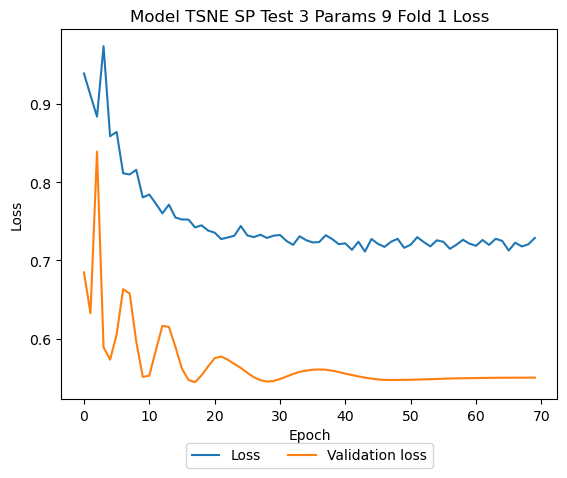 Model TSNE SP Test 3 Params 9 Fold 1 Loss
Loss
0.9
0.8
0.7
0.6
0 10 20 30 40 50 60 70
Epoch
Loss Validation loss